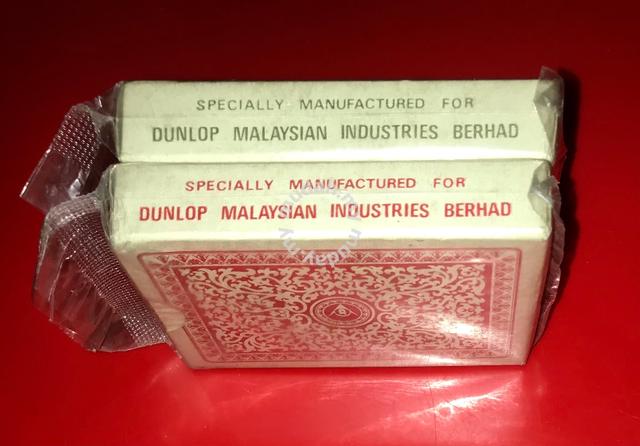 SPECIALLY MANUFACTURED FOR
DUNLOP MALAYSIAN INDUSTRIES BERHAD
SPECIALLY MANUFACTURED FOR
DUNLOP MALAYSIAN INDUSTRIES BERHAD